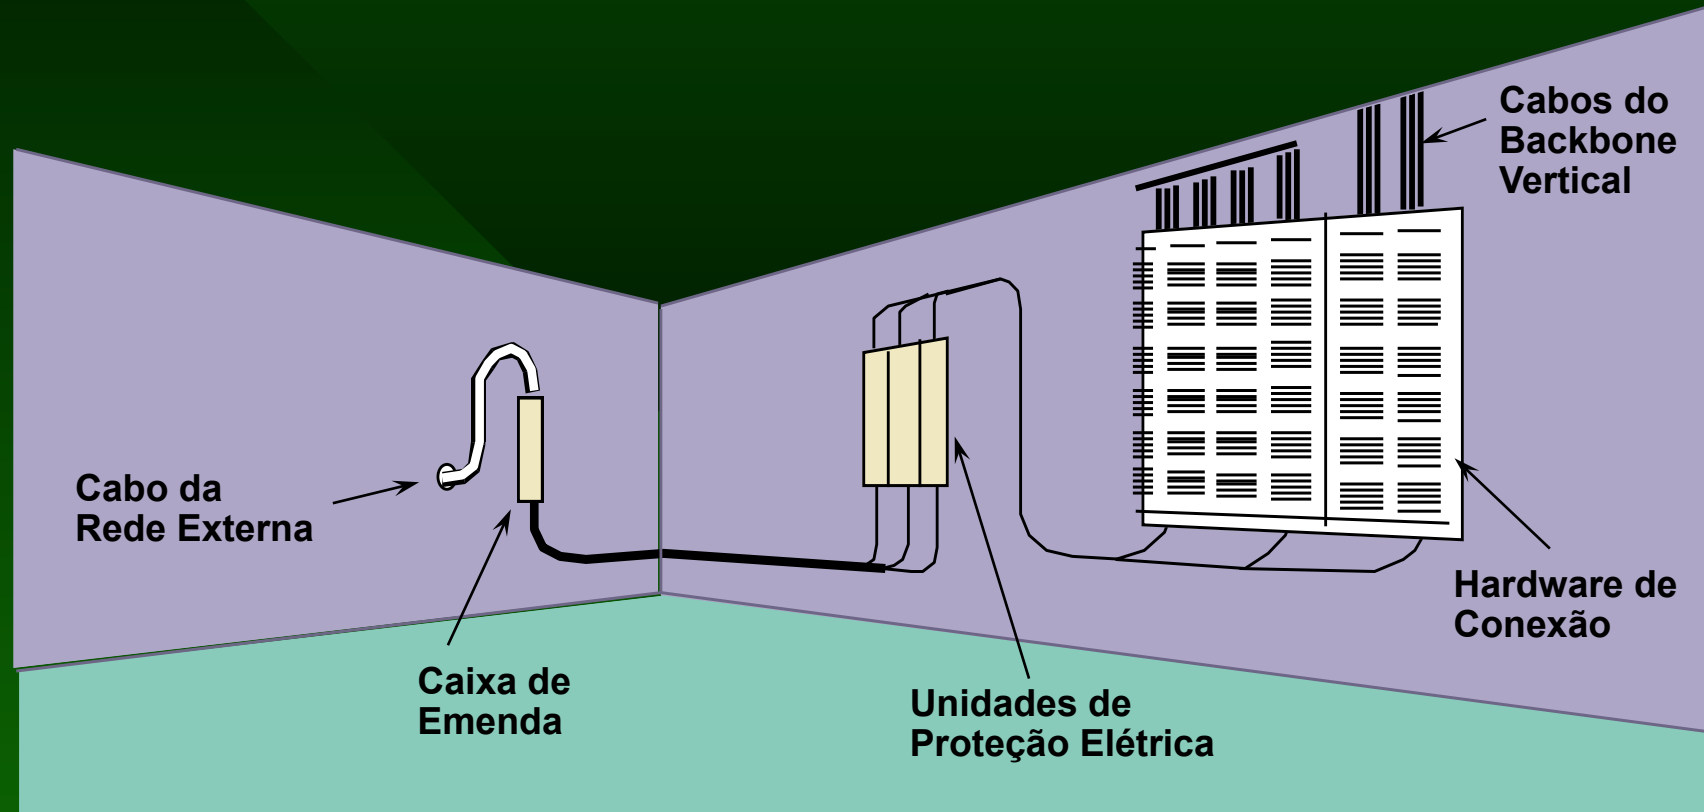 Cabos do
Backbone
Vertical
Cabo da
Rede Externa
Hardware de
Conexão
Caixa de
Emenda
Unidades de
Proteção Elétrica